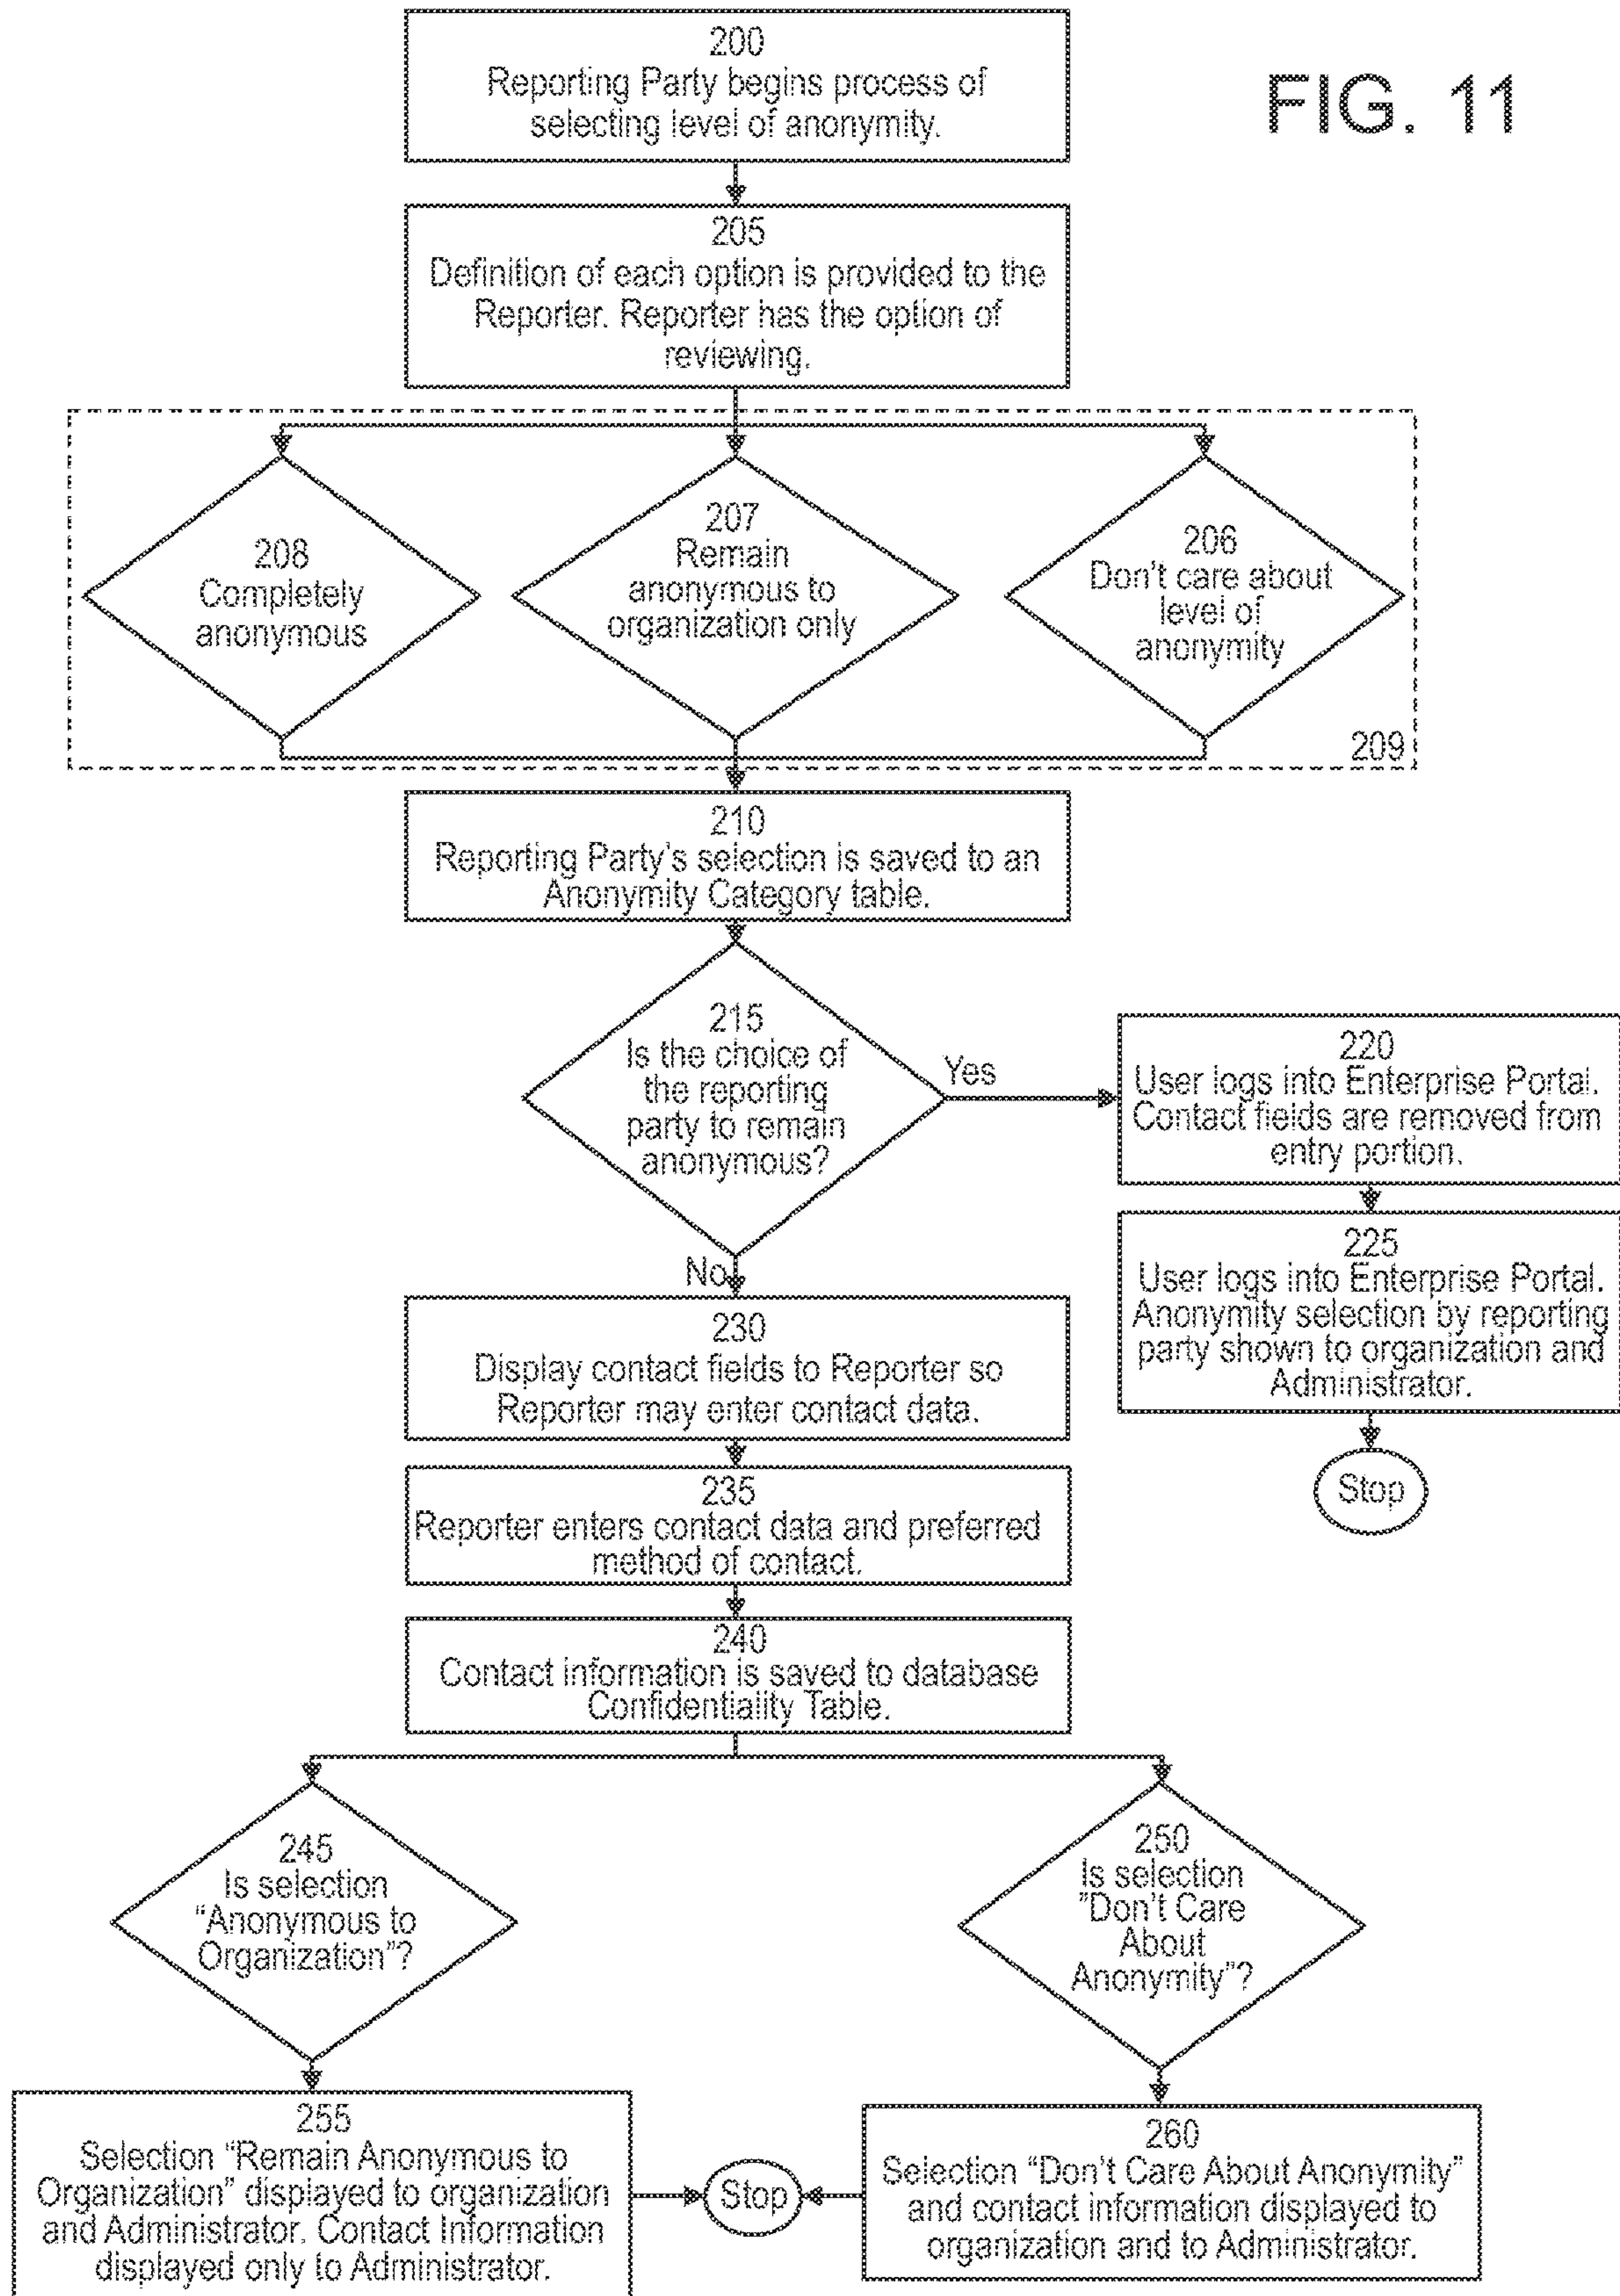 200
Reporting Party begins process of
selecting level of anonymity.
FIG. 11
205
Definition of each option is provided to the
Reporter. Reporter has the option of
reviewing.
208
Completely
anonymous
207
Remain
anonymous to
organization only
206
Don't care about
level of
anonymity
209
210
Reporting Party's selection is saved to an
Anonymity Category table.
215
Is the choice of
the reporting
party to remain
anonymous?
Yes
220
User logs into Enterprise Portal.
Contact fields are removed from
entry portion.
225
User logs into Enterprise Portal.
Anonymity selection by reporting
party shown to organization and
Administrator.
Stop
No
230
Display contact fields to Reporter so
Reporter may enter contact data.
235
Reporter enters contact data and preferred
method of contact.
240
Contact information is saved to database
Confidentiality Table.
245
Is selection
“Anonymous to
Organization”?
250
Is selection
”Don't Care
About
Anonymity”?
255
Selection “Remain Anonymous to
Organization” displayed to organization
and Administrator. Contact Information
displayed only to Administrator.
Stop
260
Selection “Don't Care About Anonymity”
and contact information displayed to
organization and to Administrator.